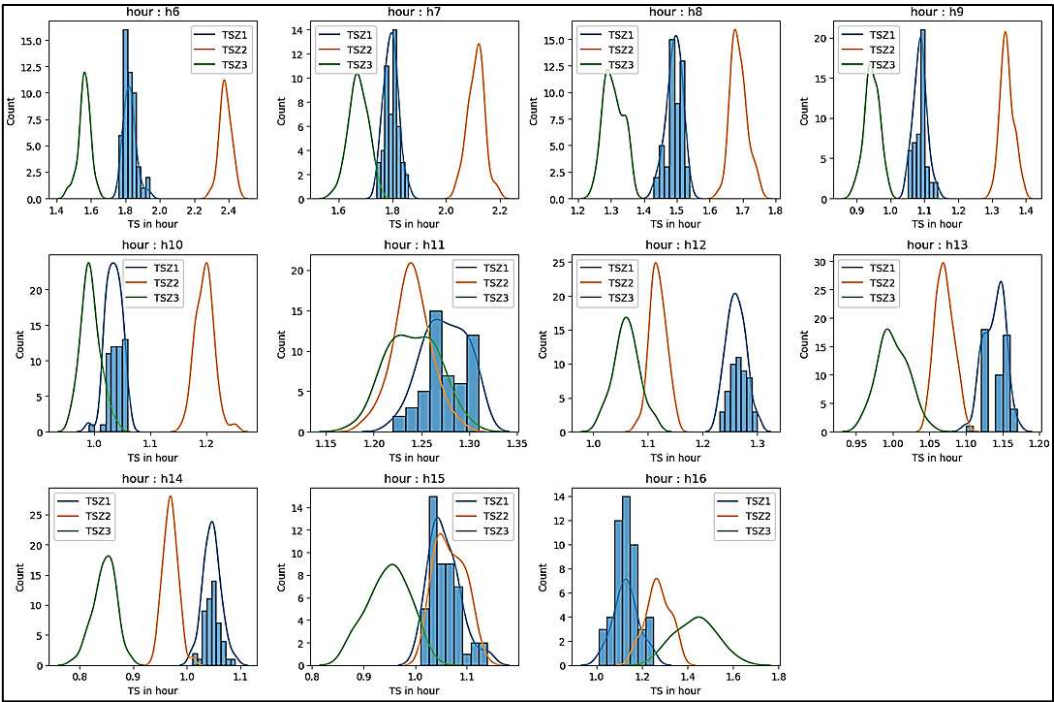 hour : h6
TSZ1
TSZ2
TSZ3
15.0
12.5
10.0
7.5
5.0
2.5
0.0
Count
1.4 1.6 1.8 2.0 2.2 2.4
TS in hour
hour : h7
TSZ1
TSZ2
TSZ3
14
12
10
8
6
4
2
0
Count
1.6 1.8 2.0 2.2
TS in hour
hour : h8
TSZ1
TSZ2
TSZ3
15.0
12.5
10.0
7.5
5.0
2.5
0.0
Count
1.2 1.3 1.4 1.5 1.6 1.7 1.8
TS in hour
hour : h9
TSZ1
TSZ2
TSZ3
20
15
10
5
0
Count
0.9 1.0 1.1 1.2 1.3 1.4
TS in hour
hour : h10
TSZ1
TSZ2
TSZ3
20
15
10
5
0
Count
1.0 1.1 1.2
TS in hour
hour : h11
TSZ1
TSZ2
TSZ3
20
15
10
5
0
Count
1.15 1.20 1.25 1.30 1.35
TS in hour
hour : h12
TSZ1
TSZ2
TSZ3
25
20
15
10
5
0
Count
1.0 1.1 1.2 1.3
TS in hour
hour : h13
TSZ1
TSZ2
TSZ3
30
25
20
15
10
5
0
Count
0.95 1.00 1.05 1.10 1.15 1.20
TS in hour
hour : h14
TSZ1
TSZ2
TSZ3
25
20
15
10
5
0
Count
0.8 0.9 1.0 1.1
TS in hour
hour : h15
TSZ1
TSZ2
TSZ3
14
12
10
8
6
4
2
0
Count
0.8 0.9 1.0 1.1
TS in hour
hour : h16
TSZ1
TSZ2
TSZ3
14
12
10
8
6
4
2
0
Count
1.0 1.2 1.4 1.6 1.8
TS in hour